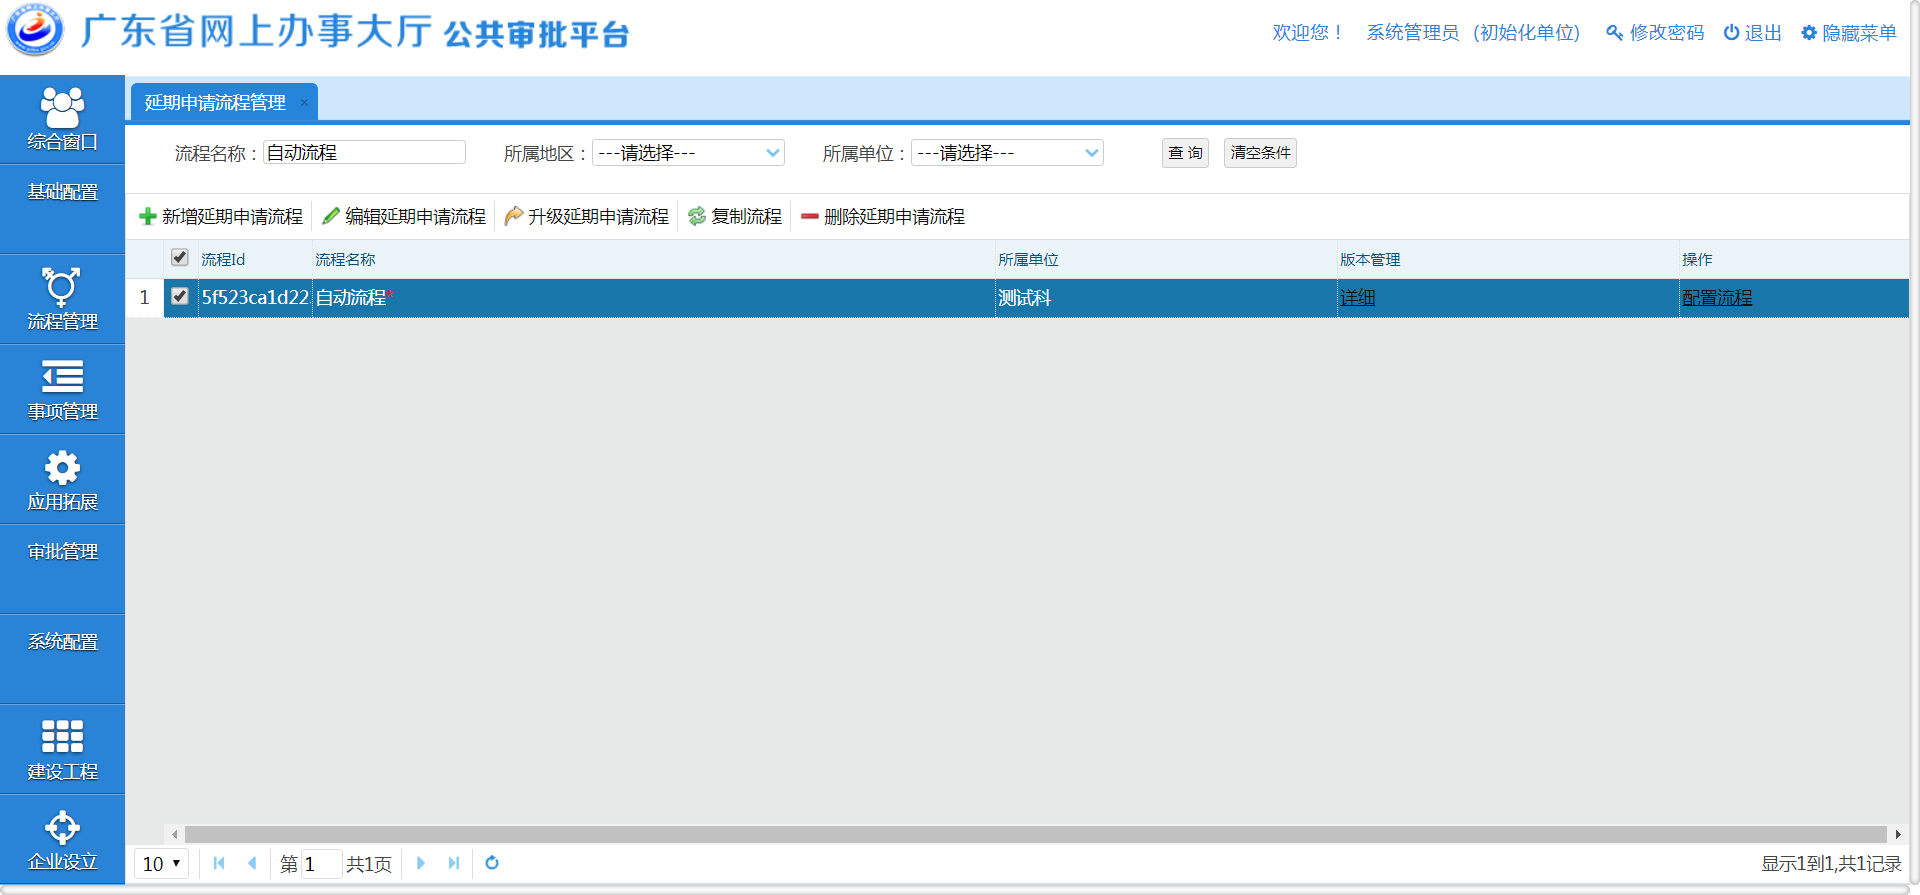 广东省网上办事大厅 公共审批平台
欢迎您！ 系统管理员 (初始化单位) 修改密码 退出 隐藏菜单
综合窗口
基础配置
流程管理
事项管理
应用拓展
审批管理
系统配置
建设工程
企业设立
延期申请流程管理 ×
流程名称： 自动流程 所属地区： ---请选择--- 所属单位： ---请选择--- 查 询 清空条件
新增延期申请流程 编辑延期申请流程 升级延期申请流程 复制流程 删除延期申请流程
流程Id 流程名称 所属单位 版本管理 操作
1 5f523ca1d22 自动流程* 测试科 详细 配置流程
10 第 1 共1页 显示1到1,共1记录